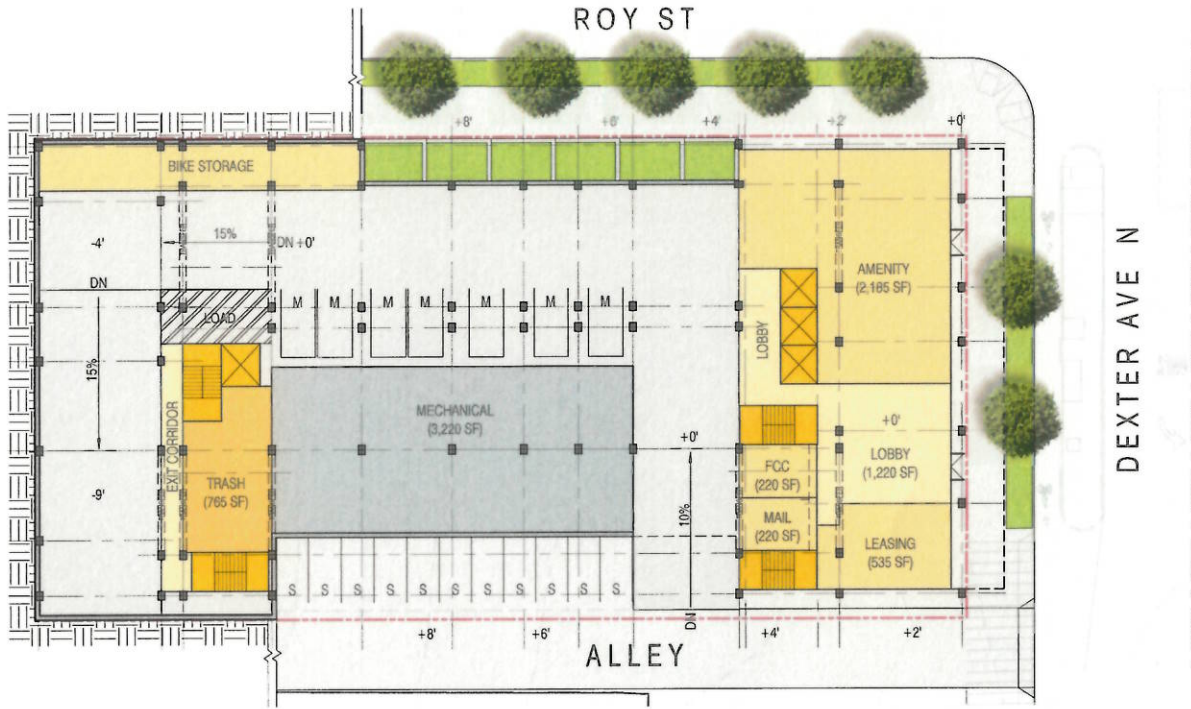 ROY ST
+8'
+6'
+4'
+2'
+0'
BIKE STORAGE
-4'
15%
DN +0'
DN
LOAD
M M M M M M M
AMENITY
(2,185 SF)
LOBBY
15%
EXIT CORRIDOR
MECHANICAL
(3,220 SF)
+0'
+0'
LOBBY
(1,220 SF)
FCC
(220 SF)
-9'
TRASH
(765 SF)
10%
MAIL
(220 SF)
LEASING
(535 SF)
S S S S S S S S S S S
DN
+8'
+6'
+4'
+2'
ALLEY
DEXTER AVE N